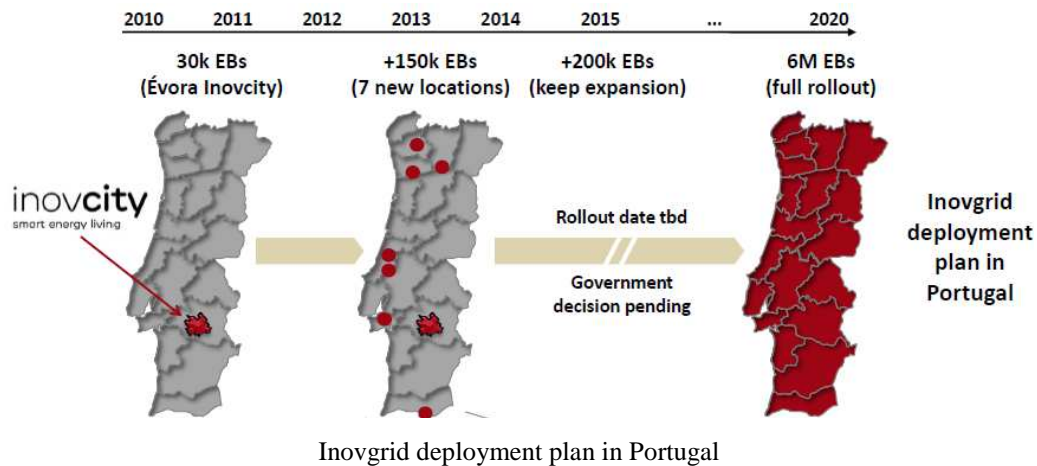 2010 2011 2012 2013 2014 2015 ... 2020
30k EBs
(Évora Inovcity)
+150k EBs
(7 new locations)
+200k EBs
(keep expansion)
6M EBs
(full rollout)
inovcity
smart energy living
Rollout date tbd
Government
decision pending
Inovgrid
deployment
plan in
Portugal
Inovgrid deployment plan in Portugal